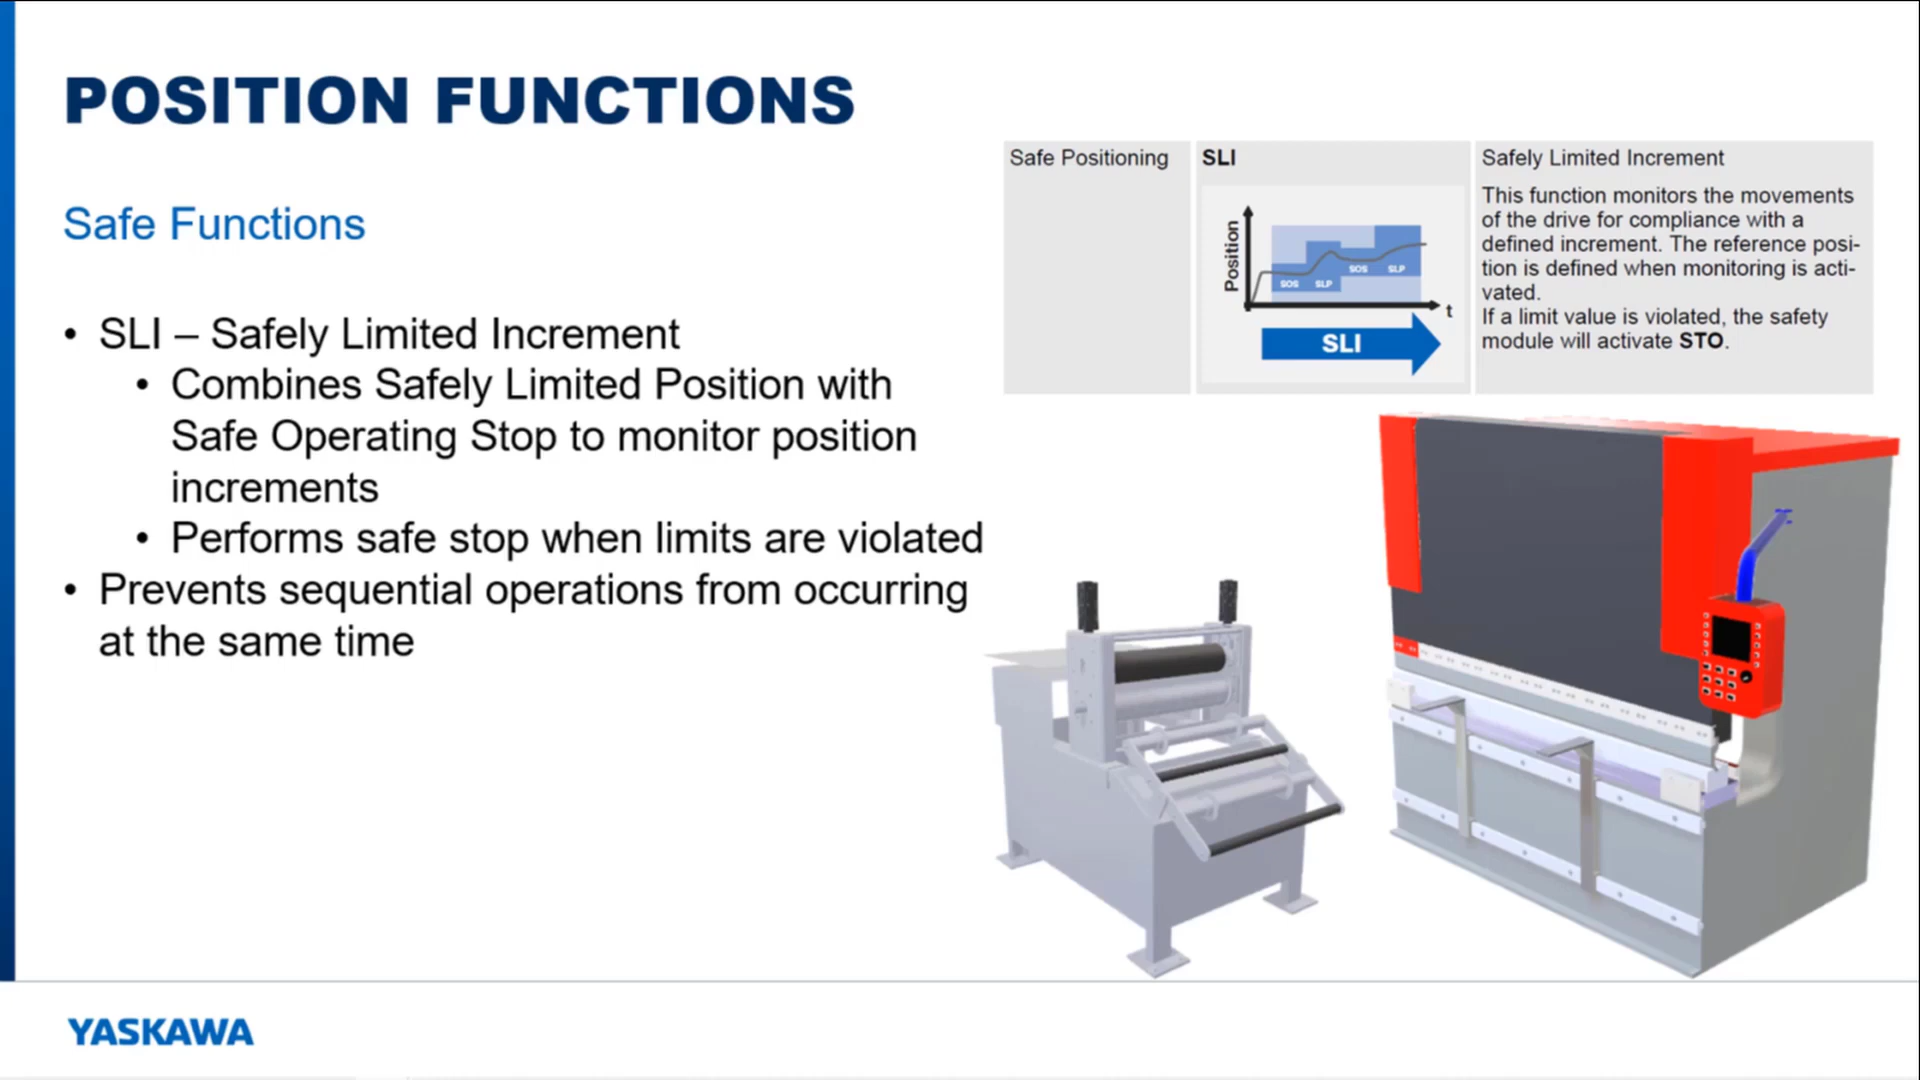 POSITION FUNCTIONS
Safe Functions
• SLI – Safely Limited Increment
• Combines Safely Limited Position with
Safe Operating Stop to monitor position
increments
• Performs safe stop when limits are violated
• Prevents sequential operations from occurring
at the same time
Safe Positioning
SLI
Position
SOS
SLP
SOS
SLP
t
SLI
Safely Limited Increment
This function monitors the movements
of the drive for compliance with a
defined increment. The reference posi-
tion is defined when monitoring is acti-
vated.
If a limit value is violated, the safety
module will activate STO.
YASKAWA